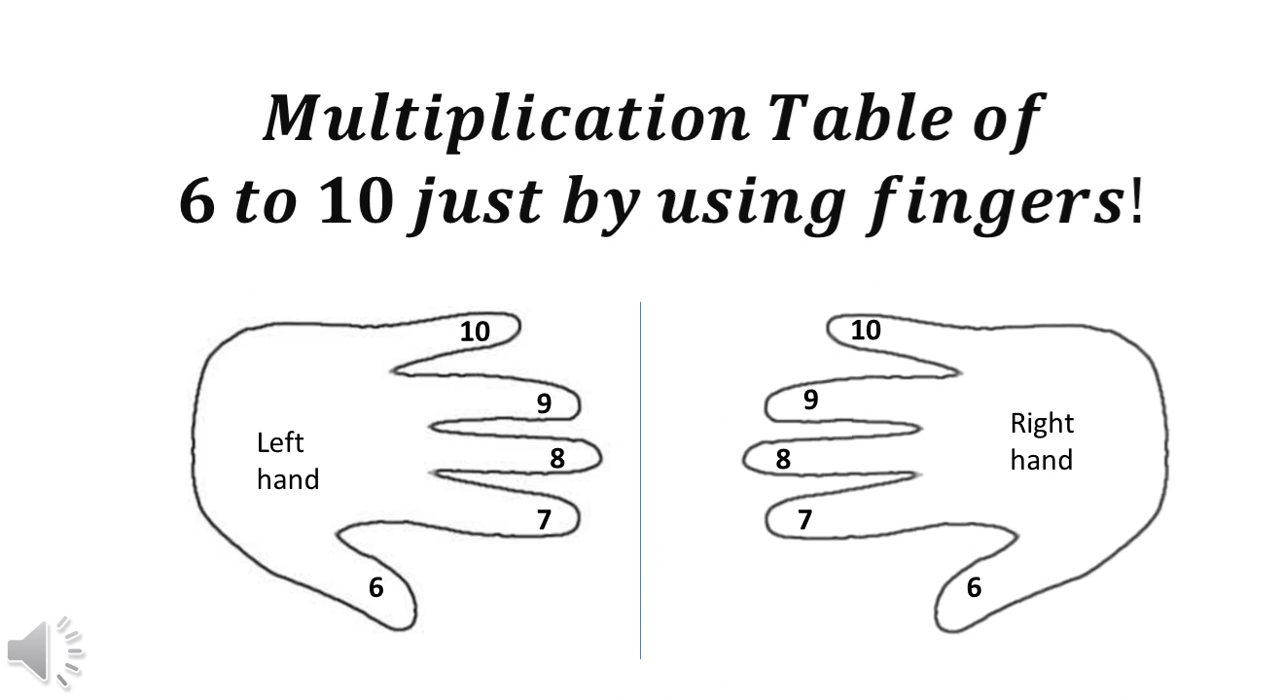 Multiplication Table of
6 to 10 just by using fingers!
10
10
9
9
Left
hand
Right
hand
8
8
7
7
6
6